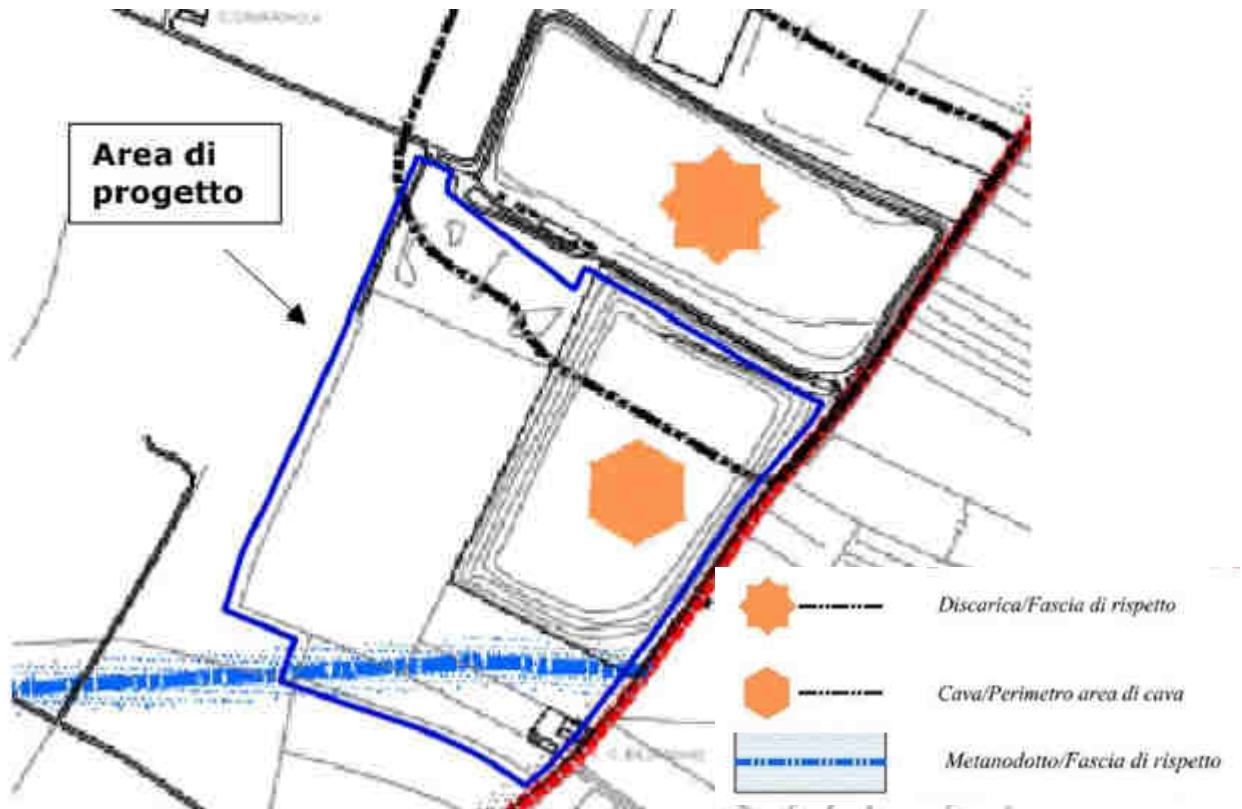 Area di
progetto
Discarica/Fascia di rispetto
Cava/Perimetro area di cava
Metanodotto/Fascia di rispetto